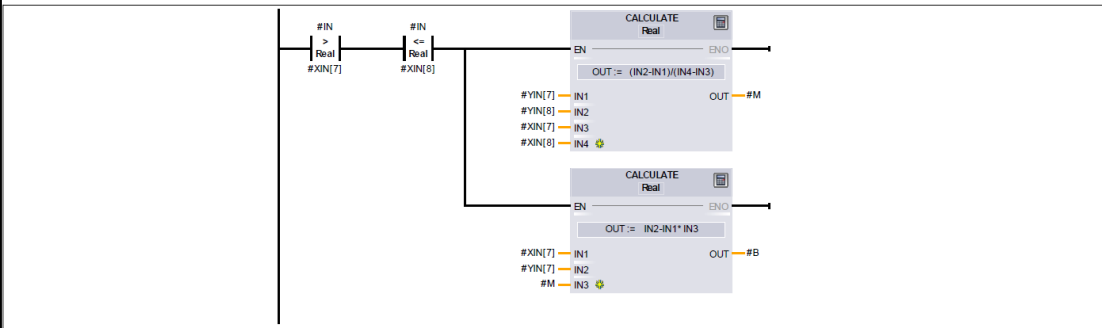 #IN
>
Real
#XIN[7]
#IN
<=
Real
#XIN[8]
CALCULATE
Real
EN
ENO
OUT := (IN2-IN1)/(IN4-IN3)
#YIN[7] IN1
OUT #M
#YIN[8] IN2
#XIN[7] IN3
#XIN[8] IN4
CALCULATE
Real
EN
ENO
OUT := IN2-IN1* IN3
#XIN[7] IN1
OUT #B
#YIN[7] IN2
#M IN3